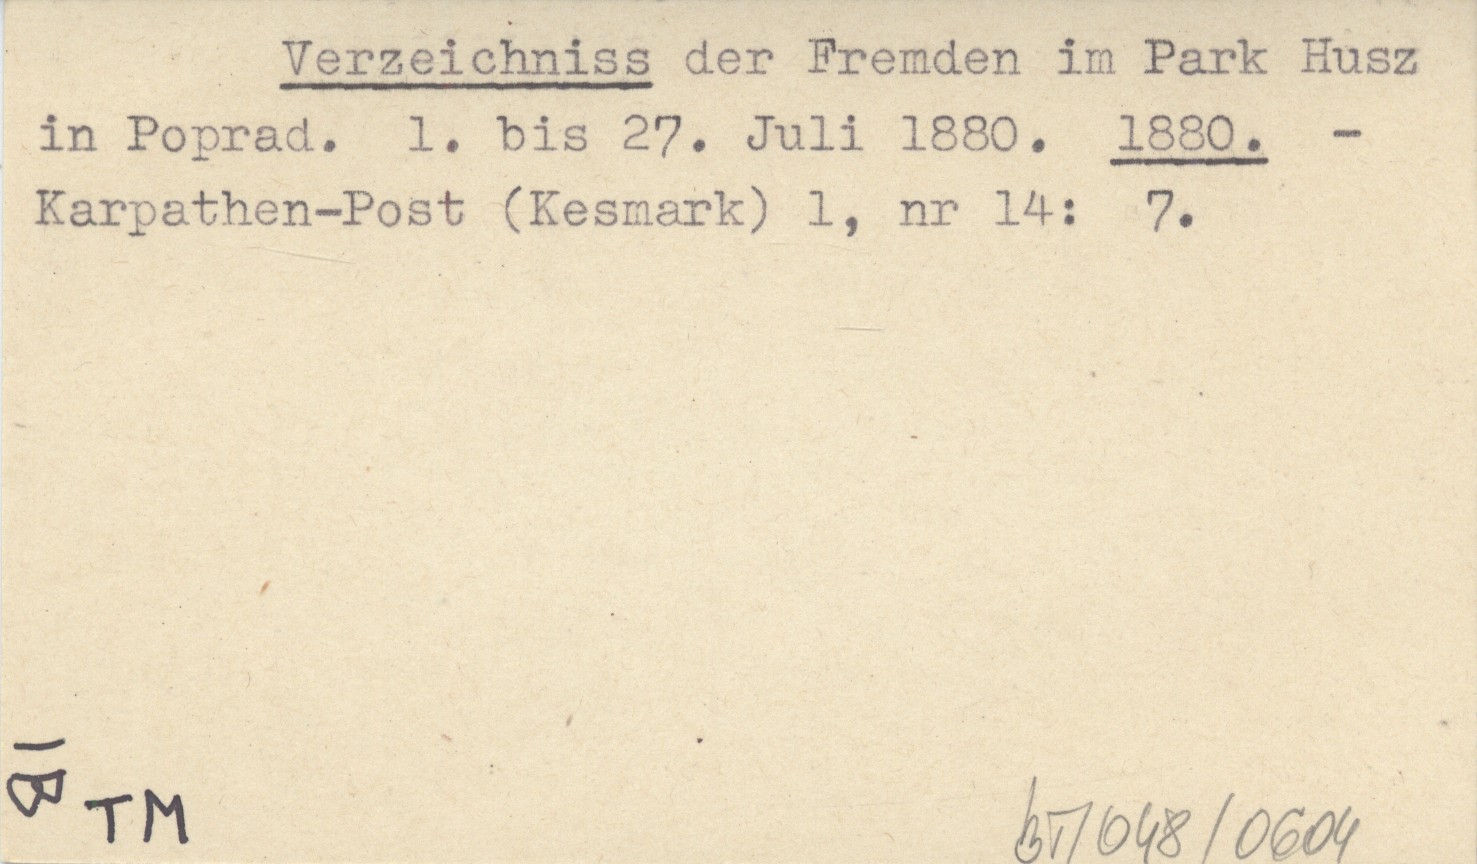 Verzeichniss der Fremden im Park Husz
in Poprad. 1. bis 27. Juli 1880. 1880. -
Karpathen-Post (Kesmark) 1, nr 14: 7.
TM
BT/048/0604